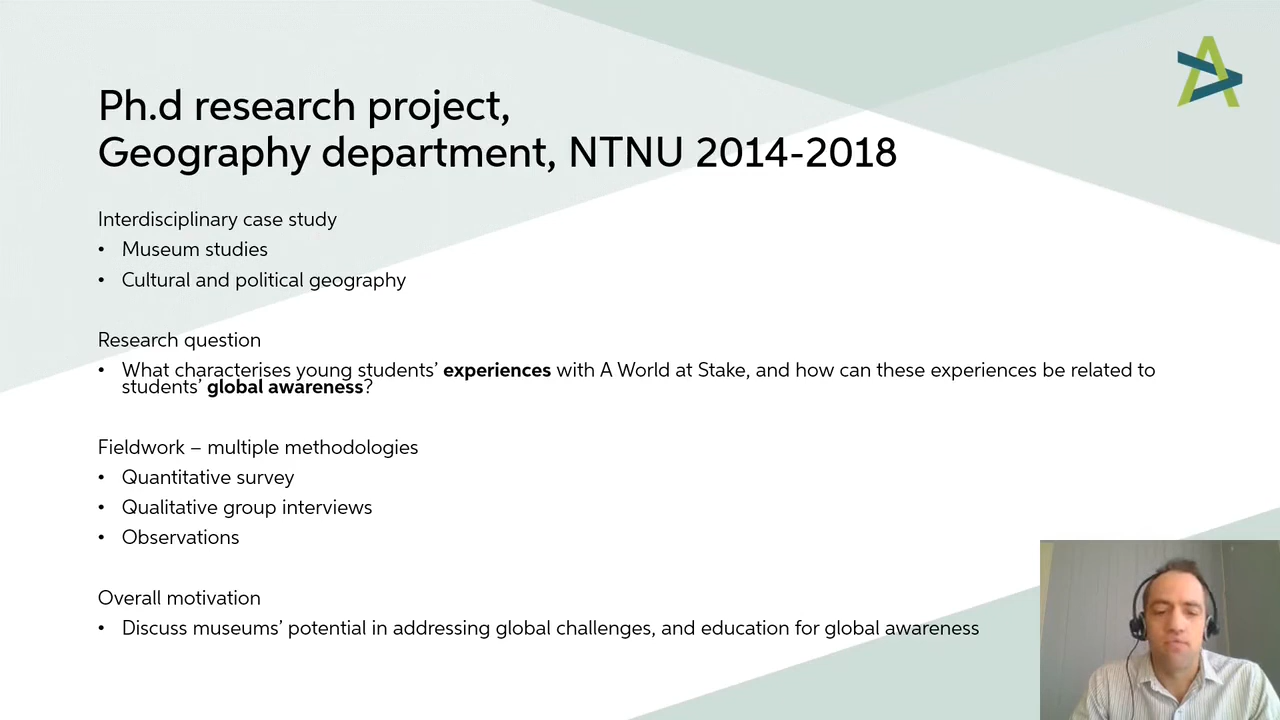 Ph.d research project,
Geography department, NTNU 2014-2018
Interdisciplinary case study
• Museum studies
• Cultural and political geography
Research question
• What characterises young students’ experiences with A World at Stake, and how can these experiences be related to
students’ global awareness?
Fieldwork – multiple methodologies
• Quantitative survey
• Qualitative group interviews
• Observations
Overall motivation
• Discuss museums’ potential in addressing global challenges, and education for global awareness